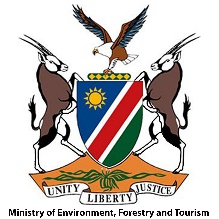 UNITY LIBERTY JUSTICE
Ministry of Environment, Forestry and Tourism